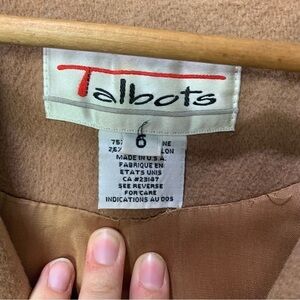 Talbots
6
MADE IN U.S.A.
FABRIQUE EN
ETATS UNIS
CA #23187
SEE REVERSE
FOR CARE
INDICATIONS AU DOS